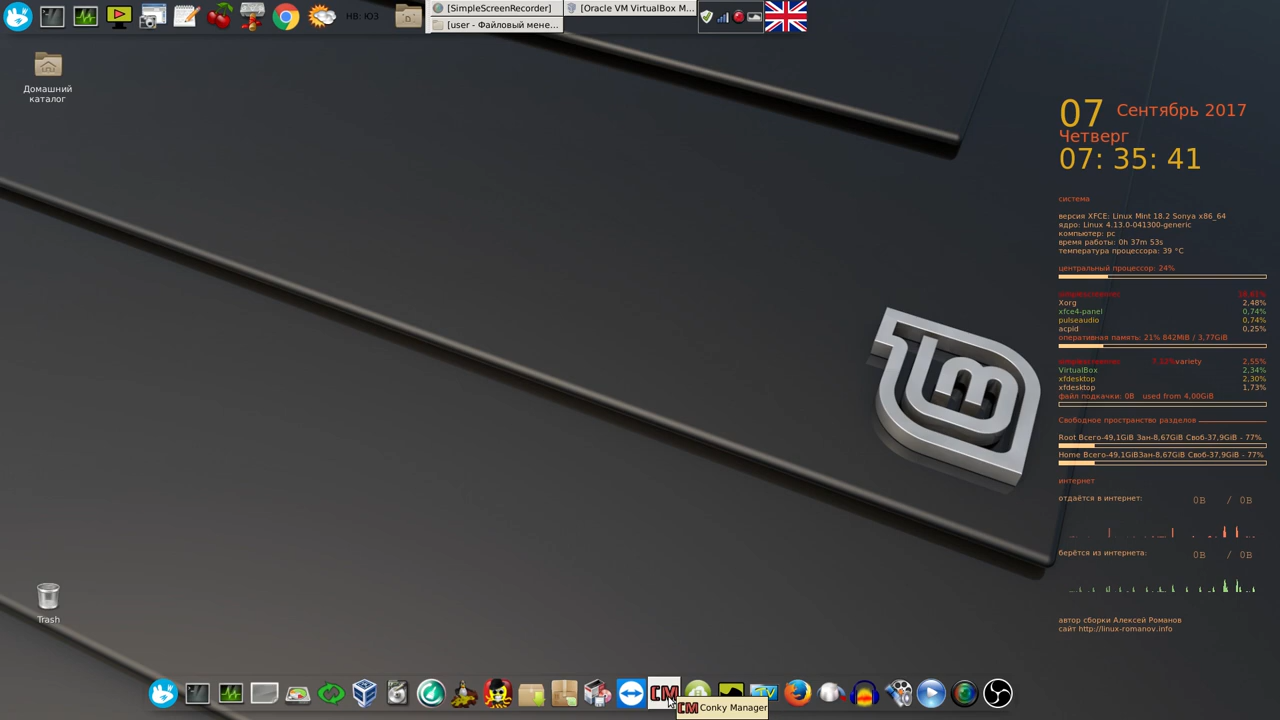 НВ: ЮЗ
[SimpleScreenRecorder]
[Oracle VM VirtualBox M...
[user - Файловый мене...
Домашний
каталог
07 Сентябрь 2017
Четверг
07: 35: 41
система
версия XFCE: Linux Mint 18.2 Sonya x86_64
ядро: Linux 4.13.0-041300-generic
компьютер: pc
время работы: 0h 37m 53s
температура процессора: 39 °C
центральный процессор: 24%
Xorg 2,48%
xfce4-panel 0,74%
pulseaudio 0,74%
acpid 0,25%
оперативная память: 21% 842MiB / 3,77GiB
variety 2,55%
VirtualBox 2,34%
xfdesktop 2,30%
xfdesktop 1,73%
файл подкачки: 0B used from 4,00GiB
Свободное пространство разделов
Root Всего-49,1GiB Зан-8,67GiB Своб-37,9GiB - 77%
Home Всего-49,1GiBЗан-8,67GiB Своб-37,9GiB - 77%
интернет
отдаётся в интернет: 0B / 0B
берётся из интернета: 0B / 0B
автор сборки Алексей Романов
сайт http://linux-romanov.info
Trash
CM
TV
CM Conky Manager